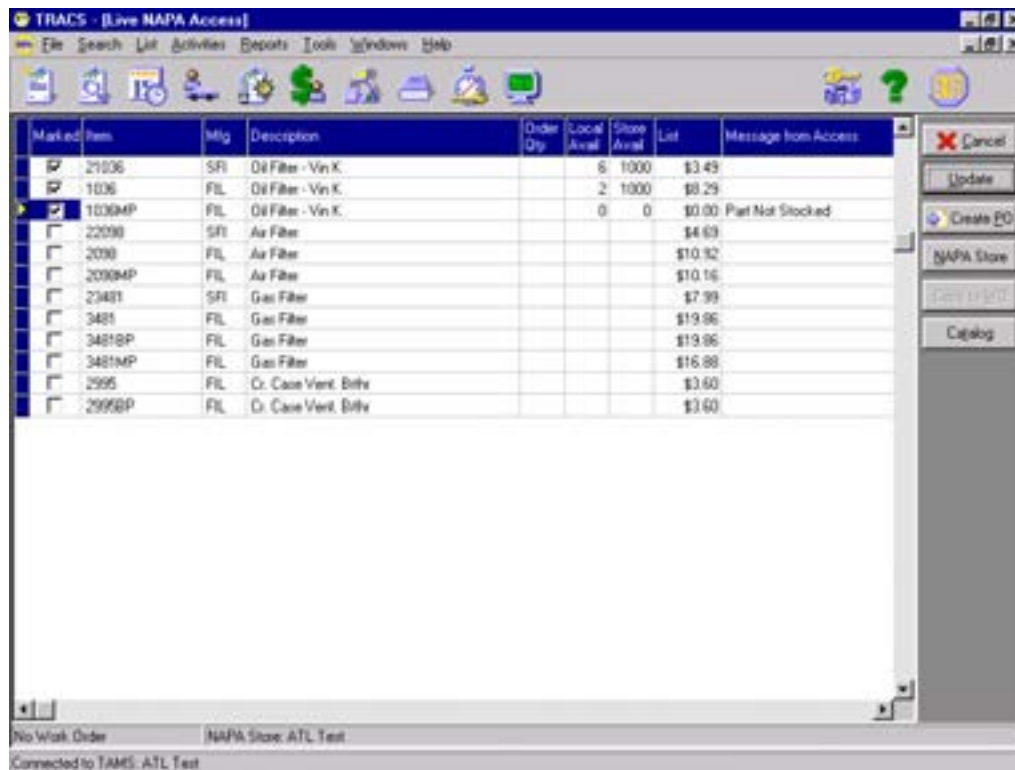 TRACS - [Live NAPA Access]
File Search List Activities Reports Tools Windows Help
Marked Item Mfg Description Order Qty Local Avail Store Avail List Message from Access
21036 SFI Oil Filter - Vin K. 6 1000 $3.49
1036 FIL Oil Filter - Vin K. 2 1000 $8.29
1036MP FIL Oil Filter - Vin K. 0 0 $0.00 Part Not Stocked
22098 SFI Air Filter $4.69
2098 FIL Air Filter $10.92
2098MP FIL Air Filter $10.16
23481 SFI Gas Filter $7.99
3481 FIL Gas Filter $19.86
3481BP FIL Gas Filter $19.86
3481MP FIL Gas Filter $16.88
2995 FIL Cr. Case Vent. Brthr $3.60
2995BP FIL Cr. Case Vent. Brthr $3.60
Cancel
Update
Create PO
NAPA Store
Catalog
No Work Order NAPA Store: ATL Test
Connected to TAMS: ATL Test